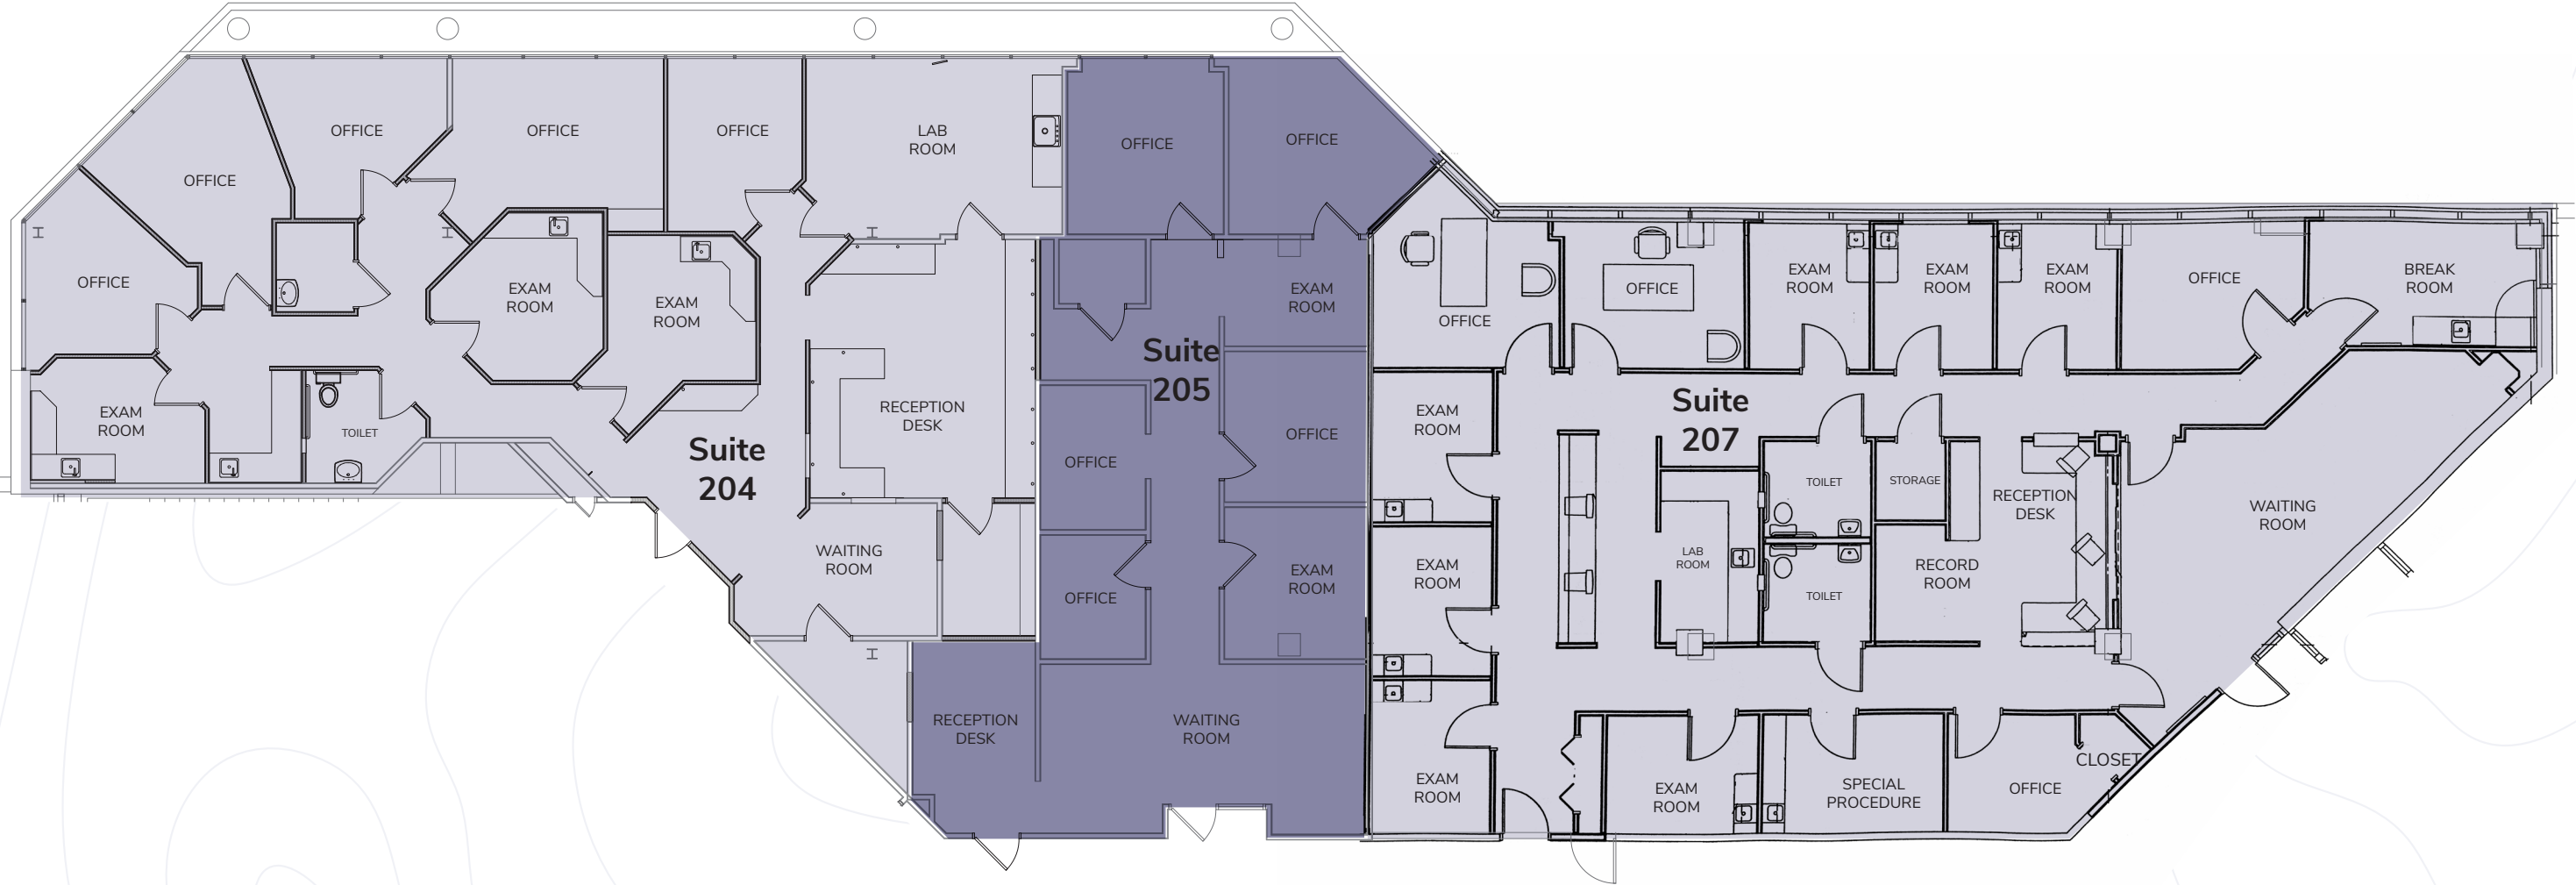 OFFICE
OFFICE
OFFICE
OFFICE
OFFICE
LAB
ROOM
EXAM
ROOM
EXAM
ROOM
EXAM
ROOM
TOILET
RECEPTION
DESK
Suite
204
WAITING
ROOM
OFFICE
OFFICE
EXAM
ROOM
Suite
205
OFFICE
OFFICE
OFFICE
EXAM
ROOM
RECEPTION
DESK
WAITING
ROOM
OFFICE
OFFICE
EXAM
ROOM
EXAM
ROOM
EXAM
ROOM
OFFICE
BREAK
ROOM
EXAM
ROOM
Suite
207
TOILET
STORAGE
RECEPTION
DESK
WAITING
ROOM
EXAM
ROOM
LAB
ROOM
TOILET
RECORD
ROOM
EXAM
ROOM
EXAM
ROOM
SPECIAL
PROCEDURE
OFFICE
CLOSET